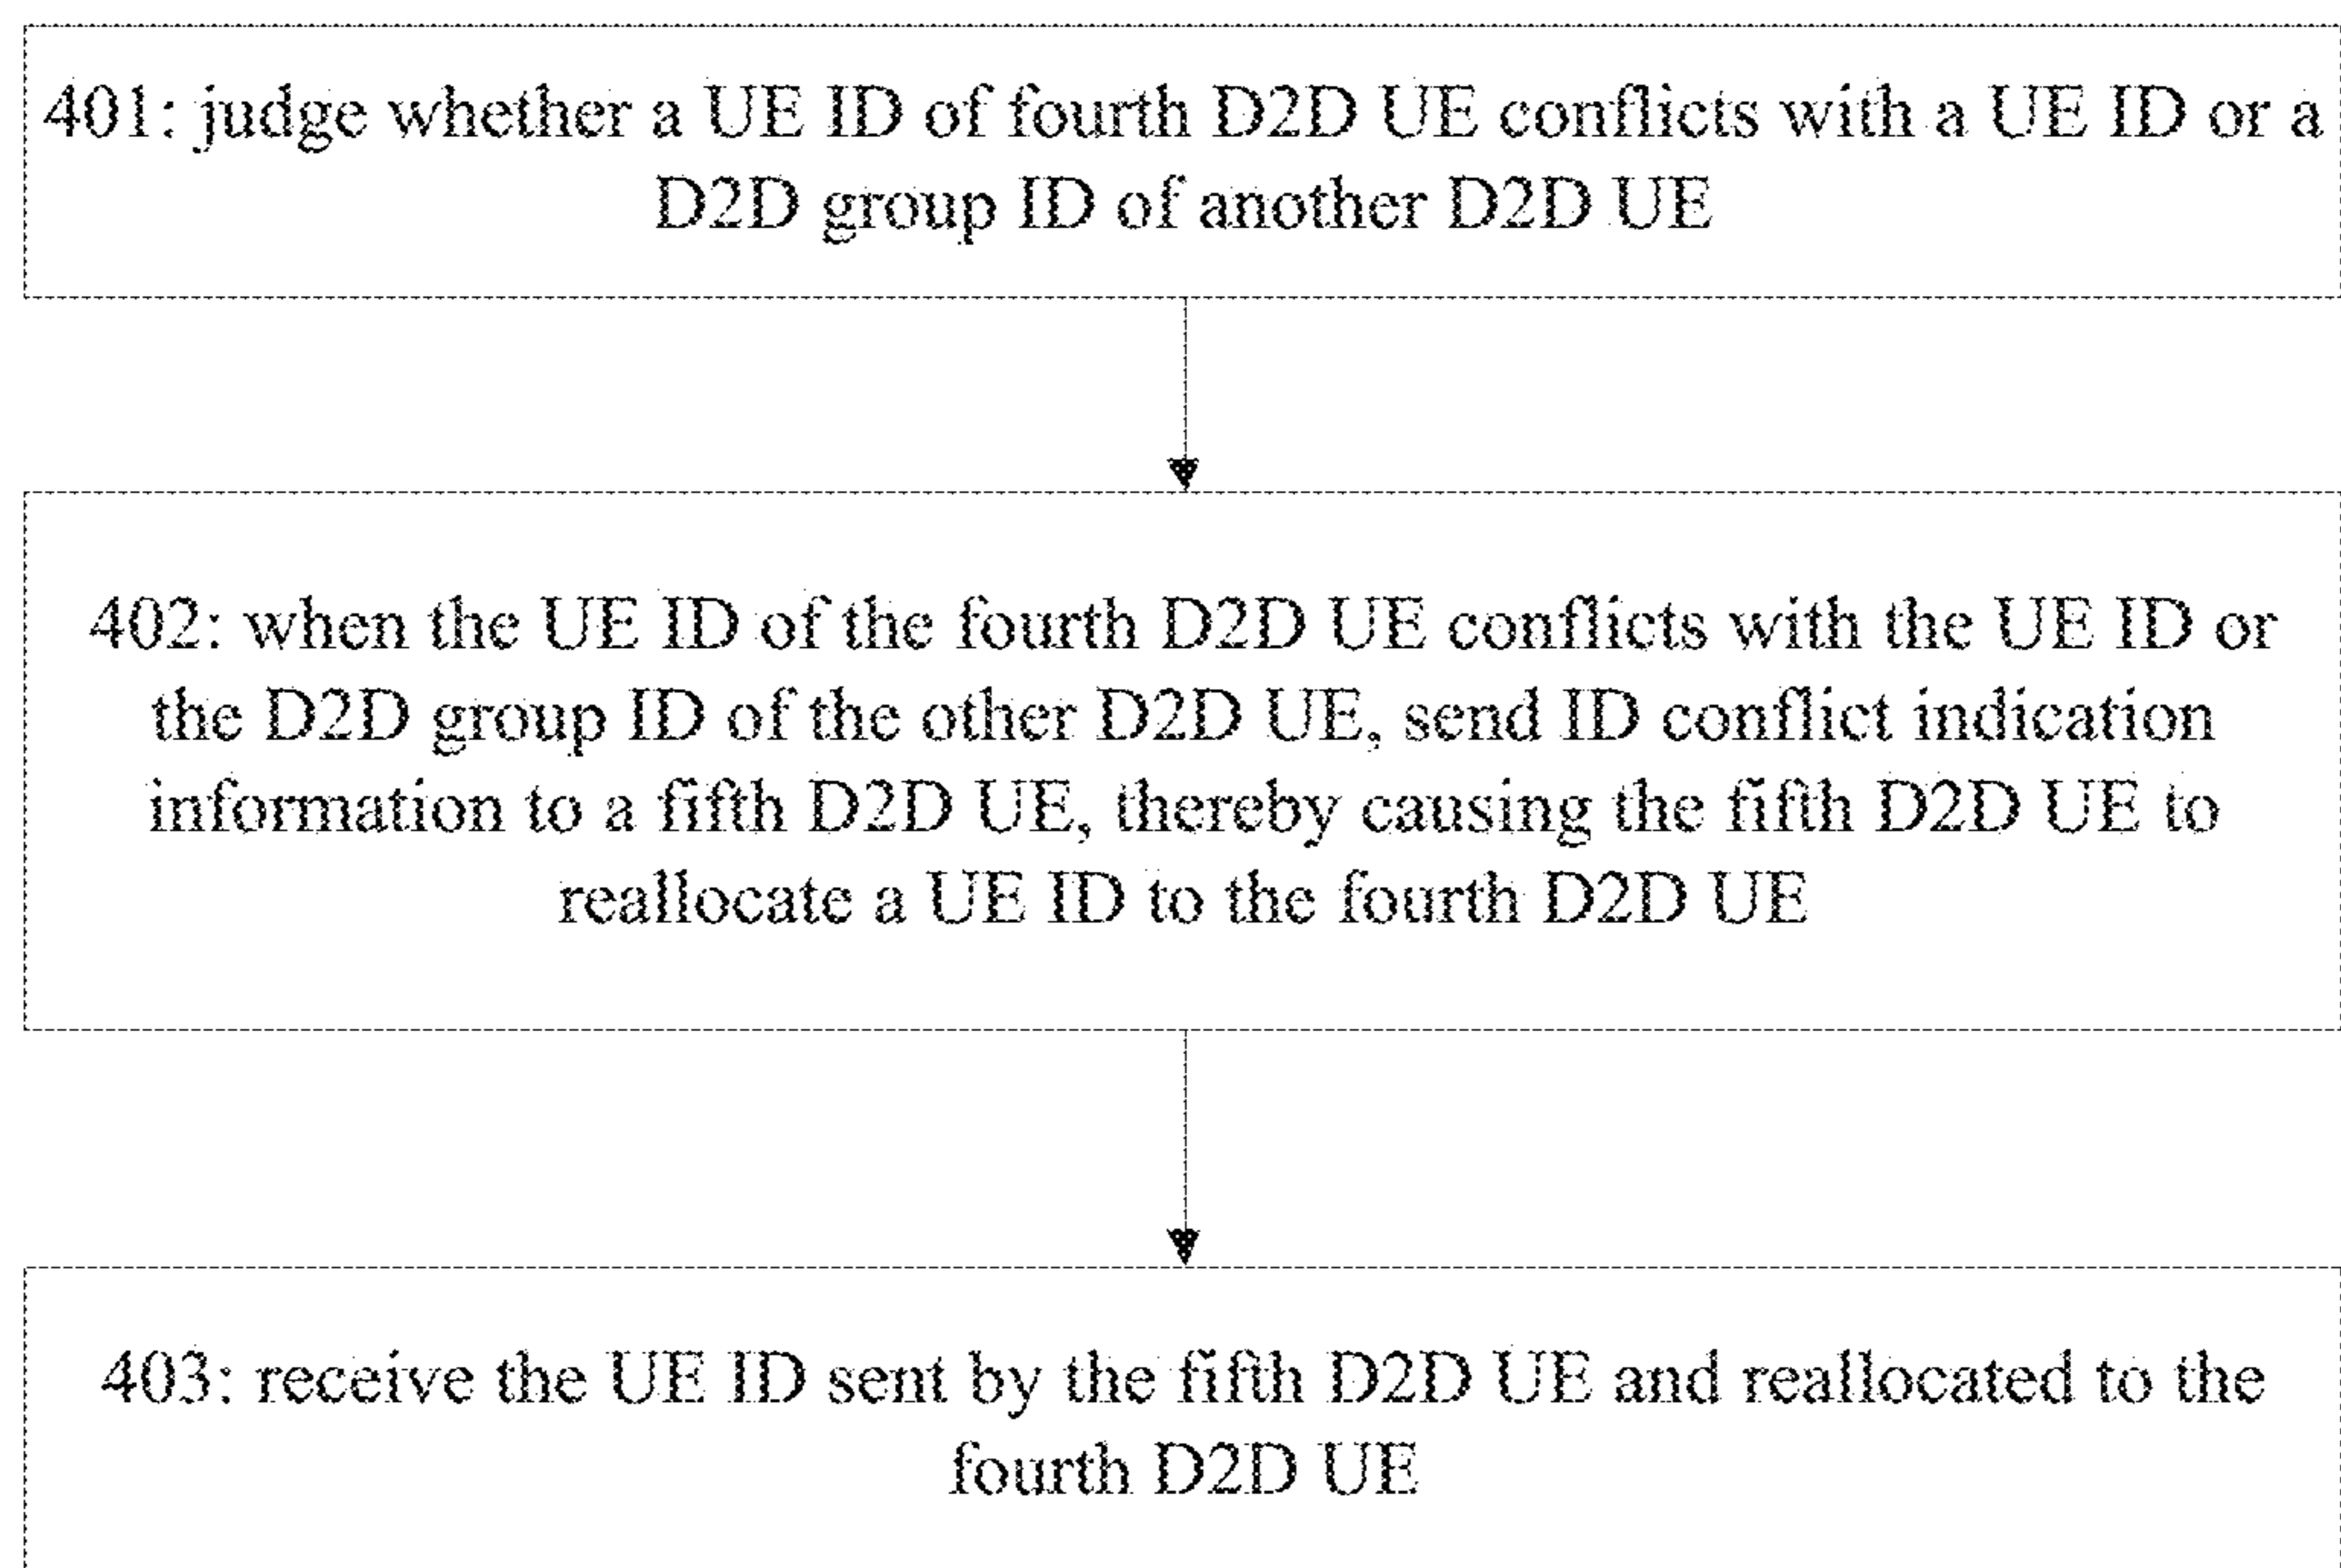 401: judge whether a UE ID of fourth D2D UE conflicts with a UE ID or a
D2D group ID of another D2D UE
402: when the UE ID of the fourth D2D UE conflicts with the UE ID or
the D2D group ID of the other D2D UE, send ID conflict indication
information to a fifth D2D UE, thereby causing the fifth D2D UE to
reallocate a UE ID to the fourth D2D UE
403: receive the UE ID sent by the fifth D2D UE and reallocated to the
fourth D2D UE